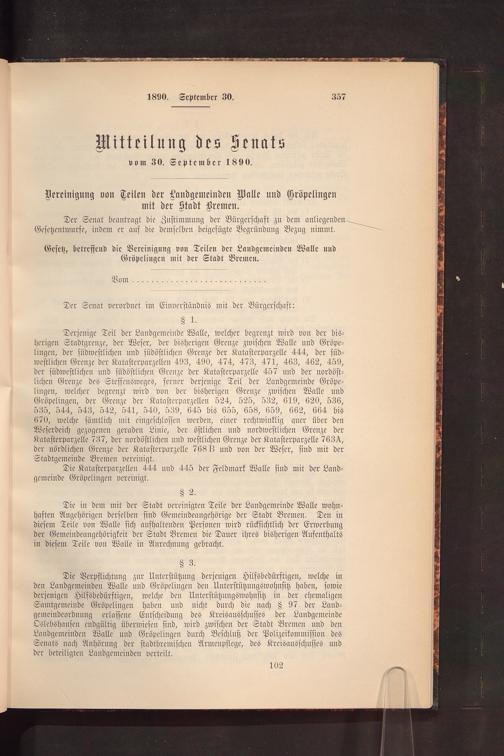 1890. September 30. 357
Mitteilung des Senats
vom 30. September 1890.
Vereinigung von Teilen der Landgemeinden Walle und Gröpelingen
mit der Stadt Bremen.
Der Senat beantragt die Zustimmung der Bürgerschaft zu dem anliegenden
Gesetzentwurfe, indem er auf die demselben beigefügte Begründung Bezug nimmt.
Gesetz, betreffend die Vereinigung von Teilen der Landgemeinden Walle und
Gröpelingen mit der Stadt Bremen.
Vom ..........................
Der Senat verordnet im Einverständnis mit der Bürgerschaft:
§ 1.
Derjenige Teil der Landgemeinde Walle, welcher begrenzt wird von der bis-
herigen Stadtgrenze, der Weser, der bisherigen Grenze zwischen Walle und Gröpe-
lingen, der südwestlichen und südöstlichen Grenze der Katasterparzelle 444, der süd-
westlichen Grenze der Katasterparzellen 493, 490, 474, 473, 471, 463, 462, 459,
der südwestlichen und südöstlichen Grenze der Katasterparzelle 457 und der nordöst-
lichen Grenze des Steffensweges, ferner derjenige Teil der Landgemeinde Gröpe-
lingen, welcher begrenzt wird von der bisherigen Grenze zwischen Walle und
Gröpelingen, der Grenze der Katasterparzellen 524, 525, 532, 619, 620, 536,
535, 544, 543, 542, 541, 540, 539, 645 bis 655, 658, 659, 662, 664 bis
670, welche sämtlich mit eingeschlossen werden, einer rechtwinklig quer über den
Weserdeich gezogenen geraden Linie, der östlichen und nordwestlichen Grenze der
Katasterparzelle 737, der nordöstlichen und westlichen Grenze der Katasterparzelle 763A,
der nördlichen Grenze der Katasterparzelle 768 B und von der Weser, sind mit der
Stadtgemeinde Bremen vereinigt.
Die Katasterparzellen 444 und 445 der Feldmark Walle sind mit der Land-
gemeinde Gröpelingen vereinigt.
§ 2.
Die in dem mit der Stadt vereinigten Teile der Landgemeinde Walle wohn-
haften Angehörigen derselben sind Gemeindeangehörige der Stadt Bremen. Den in
diesem Teile von Walle sich aufhaltenden Personen wird rücksichtlich der Erwerbung
der Gemeindeangehörigkeit der Stadt Bremen die Dauer ihres bisherigen Aufenthalts
in diesem Teile von Walle in Anrechnung gebracht.
§ 3.
Die Verpflichtung zur Unterstützung derjenigen Hilfsbedürftigen, welche in
den Landgemeinden Walle und Gröpelingen den Unterstützungswohnsitz haben, sowie
derjenigen Hilfsbedürftigen, welche den Unterstützungswohnsitz in der ehemaligen
Samtgemeinde Gröpelingen haben und nicht durch die nach § 97 der Land-
gemeindeordnung erlassene Entscheidung des Kreisausschusses der Landgemeinde
Oslebshausen endgültig überwiesen sind, wird zwischen der Stadt Bremen und den
Landgemeinden Walle und Gröpelingen durch Beschluß der Polizeikommission des
Senats nach Anhörung der stadtbremischen Armenpflege, des Kreisausschusses und
der beteiligten Landgemeinden verteilt.
102